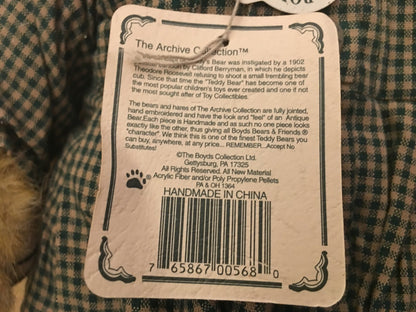 The Archive Collection™
Bear was instigated by a 1902
cartoon by Clifford Berryman, in which he depicts
Theodore Roosevelt refusing to shoot a small trembling bear
cub. Since that time the "Teddy Bear" has become one of
the most popular children's toys ever created and one if not
the most sought after of Toy Collectibles.
The bears and hares of The Archive Collection are fully jointed,
hand embroidered and have the look and "feel" of an Antique
Bear.Each piece is Handmade and as such no one piece looks
exactly like the other, thus giving all Boyds Bears & Friends ®
"character". We think this is one of the finest Teddy Bears you
can buy, anywhere, at any price... REMEMBER...Accept No
Substitutes!
©The Boyds Collection Ltd.
Gettysburg, PA 17325
All Rights Reserved. All New Material
Acrylic Fiber and/or Poly Propylene Pellets
PA & OH 1364
HANDMADE IN CHINA
7 65867 00568 0